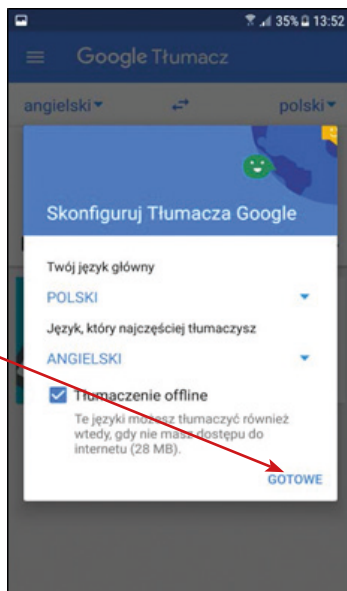 35% 13:52
Google Tłumacz
angielski polski
Skonfiguruj Tłumacza Google
Twój język główny
POLSKI
Język, który najczęściej tłumaczysz
ANGIELSKI
Tłumaczenie offline
Te języki możesz tłumaczyć również
wtedy, gdy nie masz dostępu do
internetu (28 MB).
GOTOWE